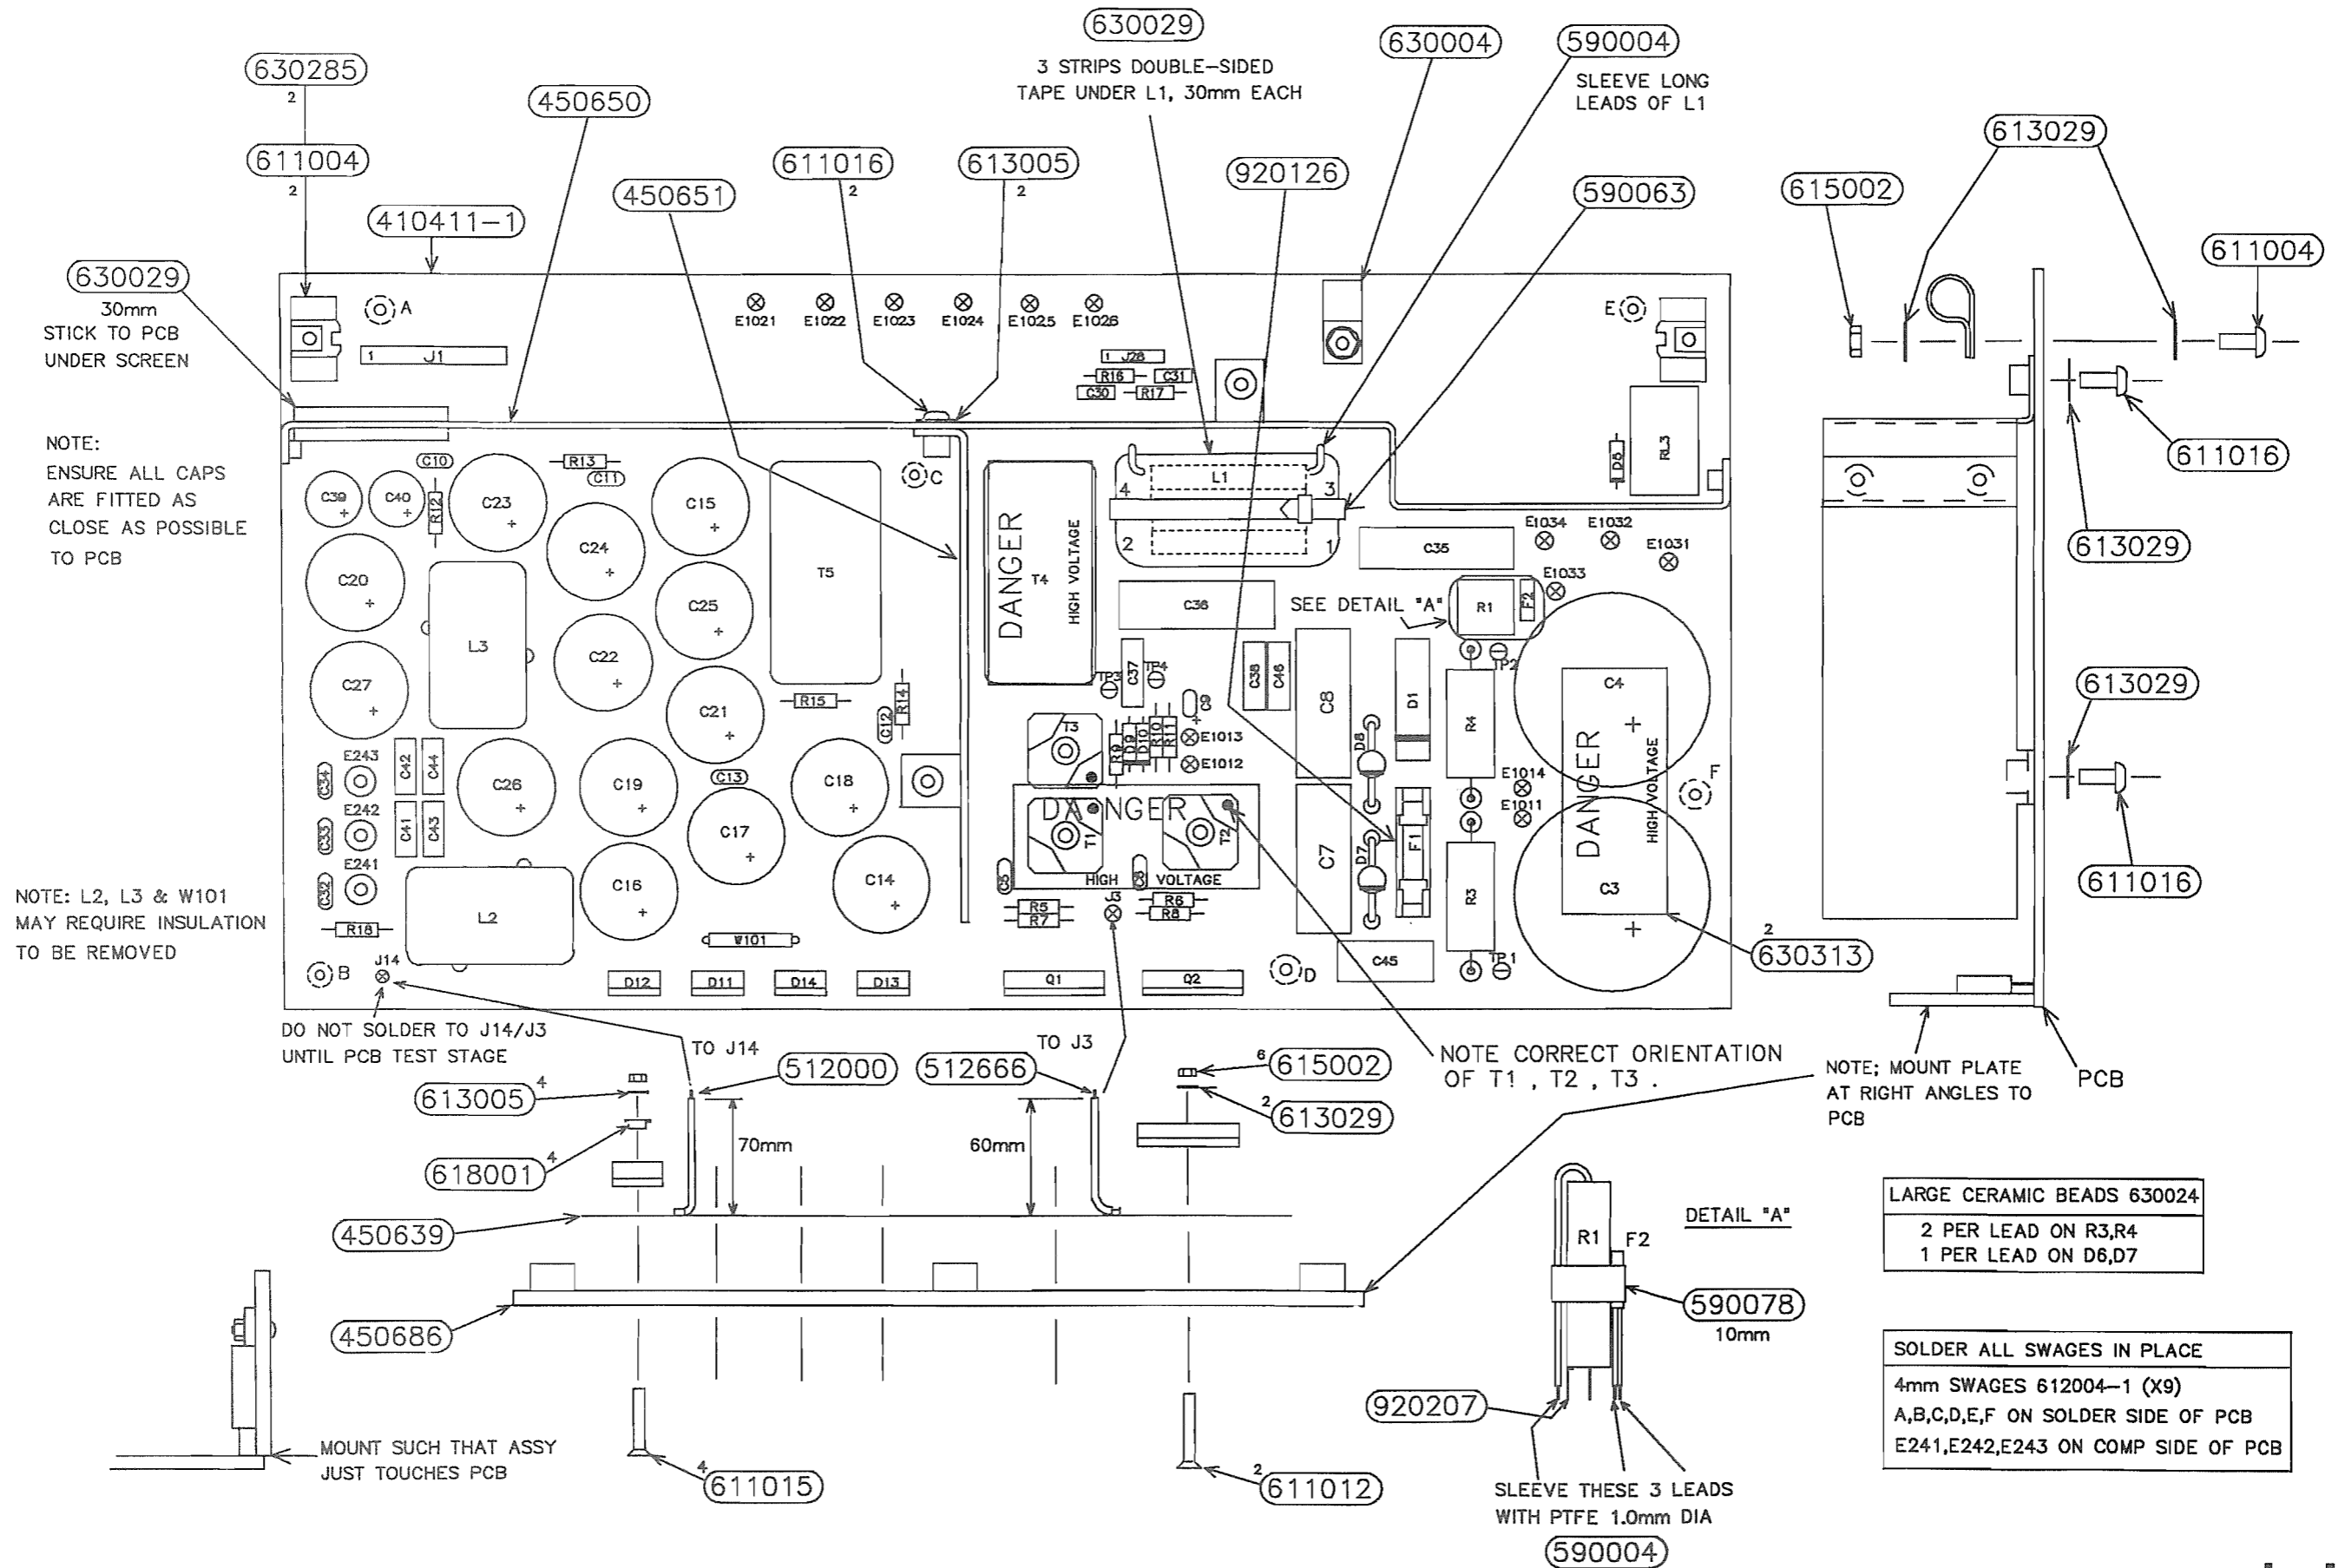 630029
3 STRIPS DOUBLE-SIDED
TAPE UNDER L1, 30mm EACH
630004
590004
SLEEVE LONG
LEADS OF L1
630285
2
611004
2
450650
410411-1
450651
611016
2
613005
2
920126
590063
613029
615002
611004
630029
30mm
STICK TO PCB
UNDER SCREEN
A
E1021
E1022
E1023
E1024
E1025
E1026
E
1 J1
1 J28
R16
C31
C30
R17
RL3
611016
613029
NOTE:
ENSURE ALL CAPS
ARE FITTED AS
CLOSE AS POSSIBLE
TO PCB
C10
R13
C11
C39
+
C40
+
R12
C23
+
C15
+
C
C24
+
T5
C20
+
C25
+
L3
C22
+
C27
+
C21
+
R15
R14
C12
DANGER
T4
HIGH VOLTAGE
L1
4
3
2
1
C35
E1034
E1032
E1031
E1033
C36
SEE DETAIL "A"
R1
F2
TP2
C4
+
TP3
C37
TP4
C38
C46
C8
D1
R4
C9
+
T3
R9
D9
D10
R10
R11
E1013
E1012
D8
E1014
E1011
DANGER
HIGH VOLTAGE
F
613029
611016
E243
C34
C42
C44
E242
C33
C41
C43
E241
C32
C26
+
C19
+
C13
C18
+
C17
+
C16
+
C14
+
DANGER
T1
T2
HIGH VOLTAGE
C7
D7
F1
R3
C3
+
2
630313
NOTE: L2, L3 & W101
MAY REQUIRE INSULATION
TO BE REMOVED
R18
L2
W101
R5
R7
R6
R8
B
J14
D12
D11
D14
D13
Q1
Q2
D
C45
TP1
DO NOT SOLDER TO J14/J3
UNTIL PCB TEST STAGE
TO J14
512000
TO J3
512666
6
615002
2
613029
NOTE CORRECT ORIENTATION
OF T1 , T2 , T3 .
NOTE; MOUNT PLATE
AT RIGHT ANGLES TO
PCB
PCB
4
613005
4
618001
70mm
60mm
450639
450686
MOUNT SUCH THAT ASSY
JUST TOUCHES PCB
4
611015
2
611012
R1
F2
DETAIL "A"
590078
10mm
920207
SLEEVE THESE 3 LEADS
WITH PTFE 1.0mm DIA
590004
LARGE CERAMIC BEADS 630024
2 PER LEAD ON R3,R4
1 PER LEAD ON D6,D7
SOLDER ALL SWAGES IN PLACE
4mm SWAGES 612004-1 (X9)
A,B,C,D,E,F ON SOLDER SIDE OF PCB
E241,E242,E243 ON COMP SIDE OF PCB